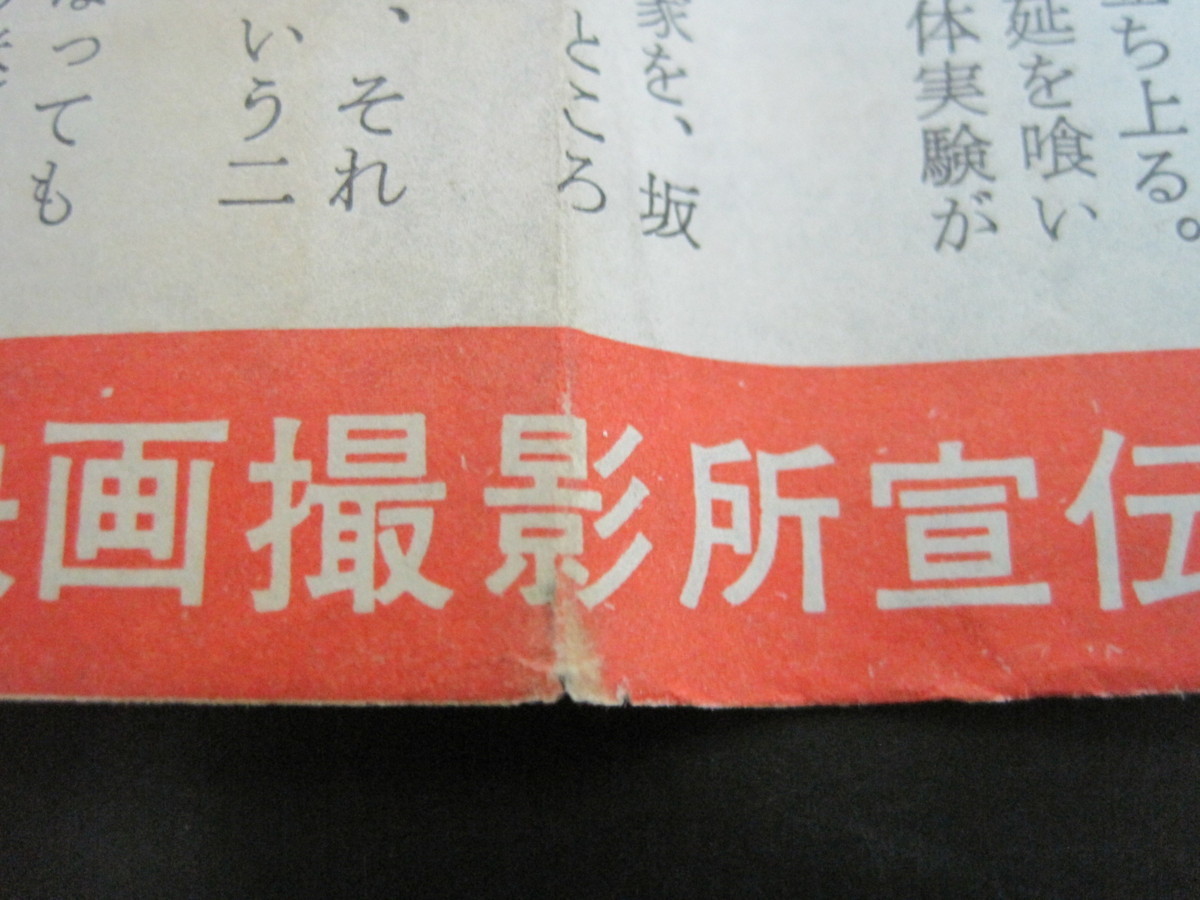 ち上る。
延を喰い
体実験が
家を、坂
ところ
、それ
いう二
なっても
画撮影所宣伝